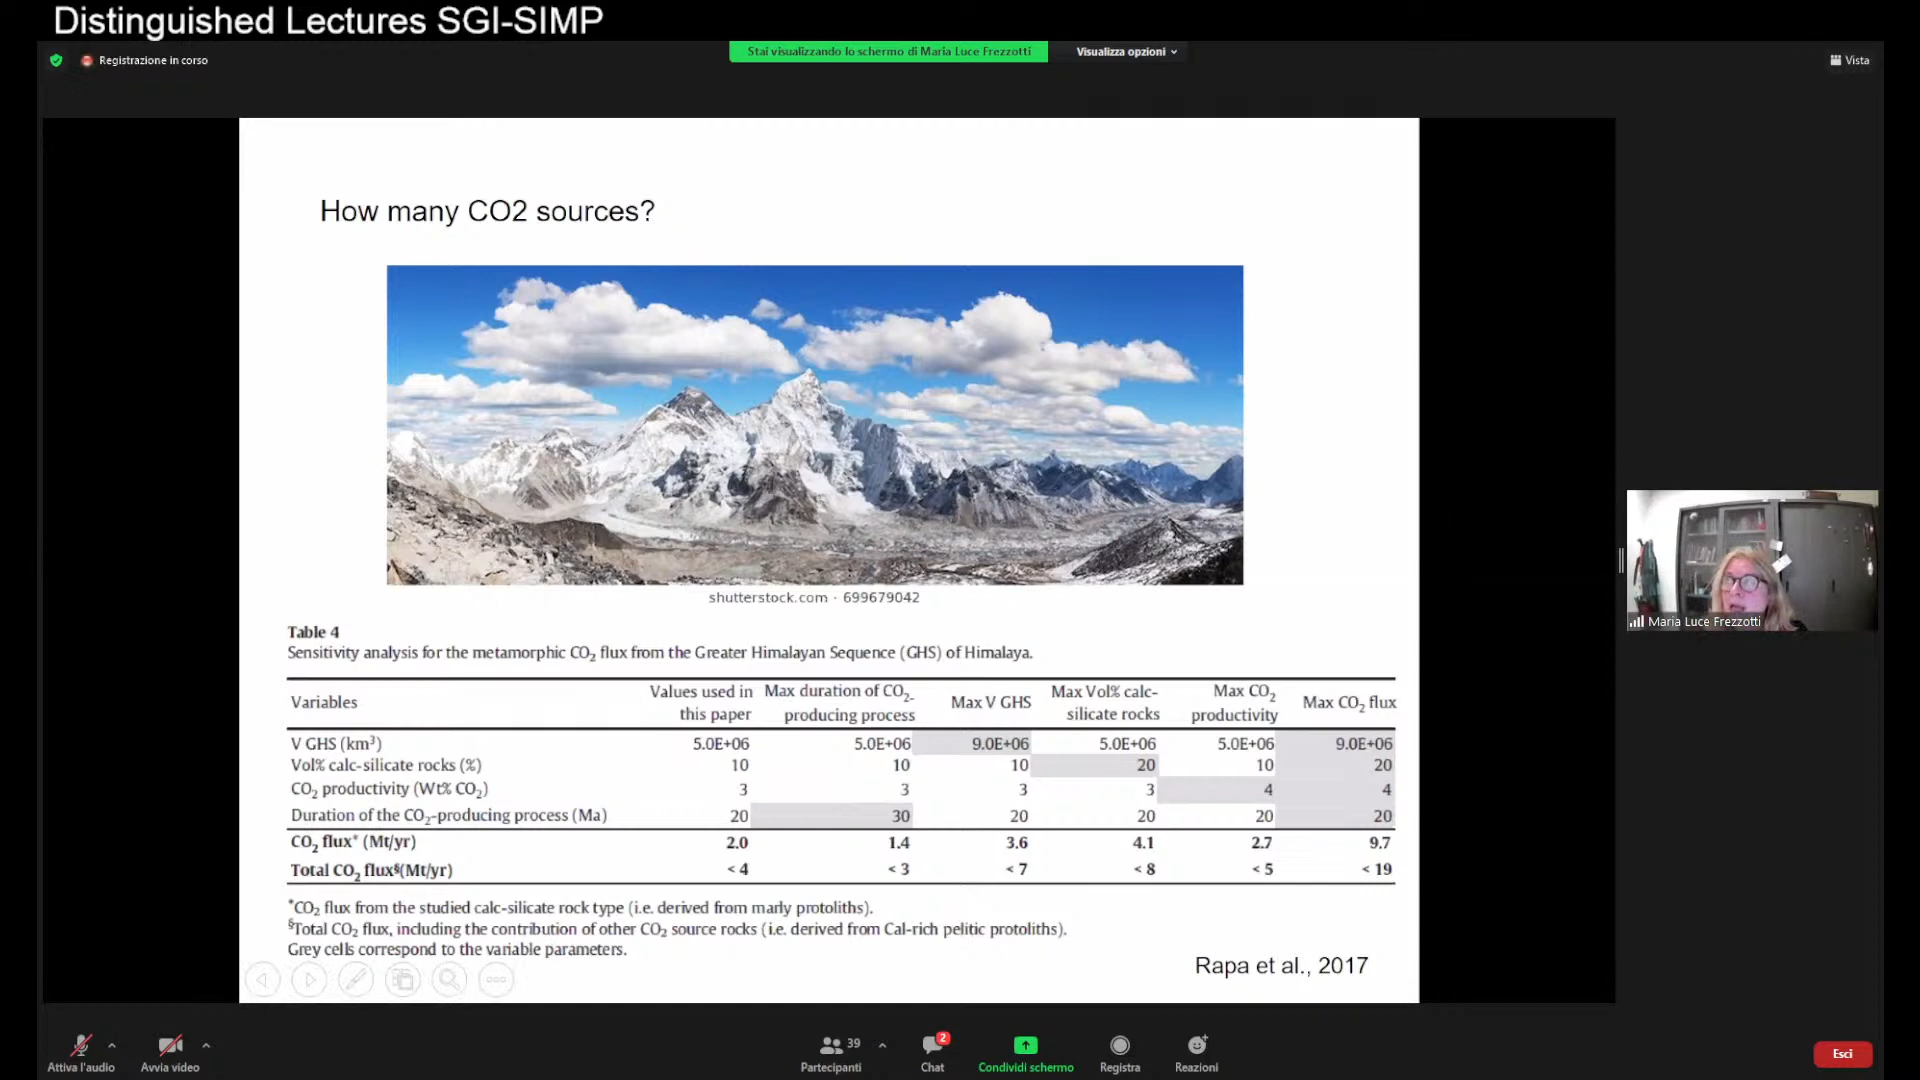 Distinguished Lectures SGI-SIMP
Stai visualizzando lo schermo di Maria Luce Frezzotti
Visualizza opzioni
Registrazione in corso
Vista
How many CO2 sources?
shutterstock.com · 699679042
Maria Luce Frezzotti
Table 4
Sensitivity analysis for the metamorphic CO₂ flux from the Greater Himalayan Sequence (GHS) of Himalaya.
Variables Values used in this paper Max duration of CO₂-producing process Max V GHS Max Vol% calc-silicate rocks Max CO₂ productivity Max CO₂ flux
V GHS (km³) 5.0E+06 5.0E+06 9.0E+06 5.0E+06 5.0E+06 9.0E+06
Vol% calc-silicate rocks (%) 10 10 10 20 10 20
CO₂ productivity (Wt% CO₂) 3 3 3 3 4 4
Duration of the CO₂-producing process (Ma) 20 30 20 20 20 20
CO₂ flux* (Mt/yr) 2.0 1.4 3.6 4.1 2.7 9.7
Total CO₂ flux§(Mt/yr) < 4 < 3 < 7 < 8 < 5 < 19
*CO₂ flux from the studied calc-silicate rock type (i.e. derived from marly protoliths).
§Total CO₂ flux, including the contribution of other CO₂ source rocks (i.e. derived from Cal-rich pelitic protoliths).
Grey cells correspond to the variable parameters.
Rapa et al., 2017
Attiva l'audio
Avvia video
39
Partecipanti
2
Chat
Condividi schermo
Registra
Reazioni
Esci